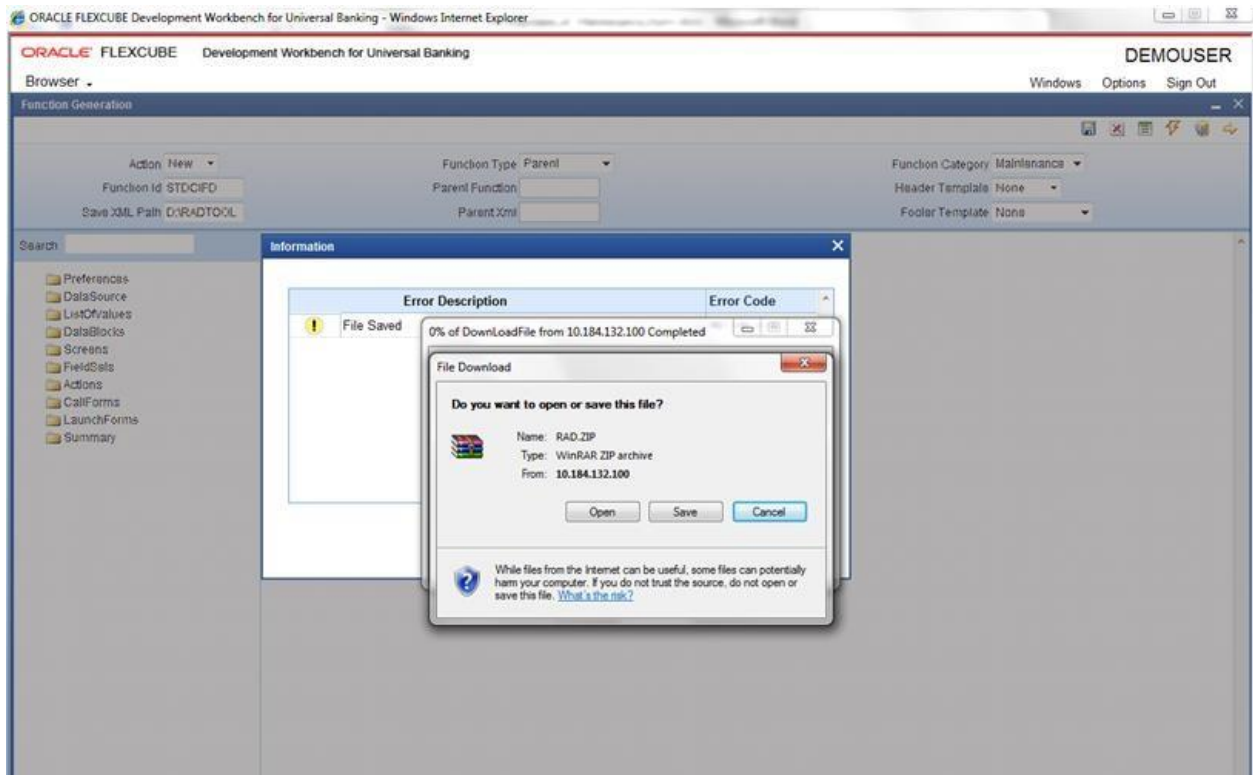 ORACLE FLEXCUBE Development Workbench for Universal Banking - Windows Internet Explorer
ORACLE FLEXCUBE Development Workbench for Universal Banking DEMOUSER
Browser Windows Options Sign Out
Function Generation
Action New Function Type Parent Function Category Maintenance
Function Id STDCIFD Parent Function Header Template None
Save XML Path D:\RADTOOL Parent Xml Footer Template None
Search
Preferences
DataSource
ListOfValues
DataBlocks
Screens
FieldSets
Actions
CallForms
LaunchForms
Summary
Information
Error Description Error Code
File Saved
0% of DownLoadFile from 10.184.132.100 Completed
File Download
Do you want to open or save this file?
Name: RAD.ZIP
Type: WinRAR ZIP archive
From: 10.184.132.100
Open Save Cancel
While files from the Internet can be useful, some files can potentially
harm your computer. If you do not trust the source, do not open or
save this file. What's the risk?